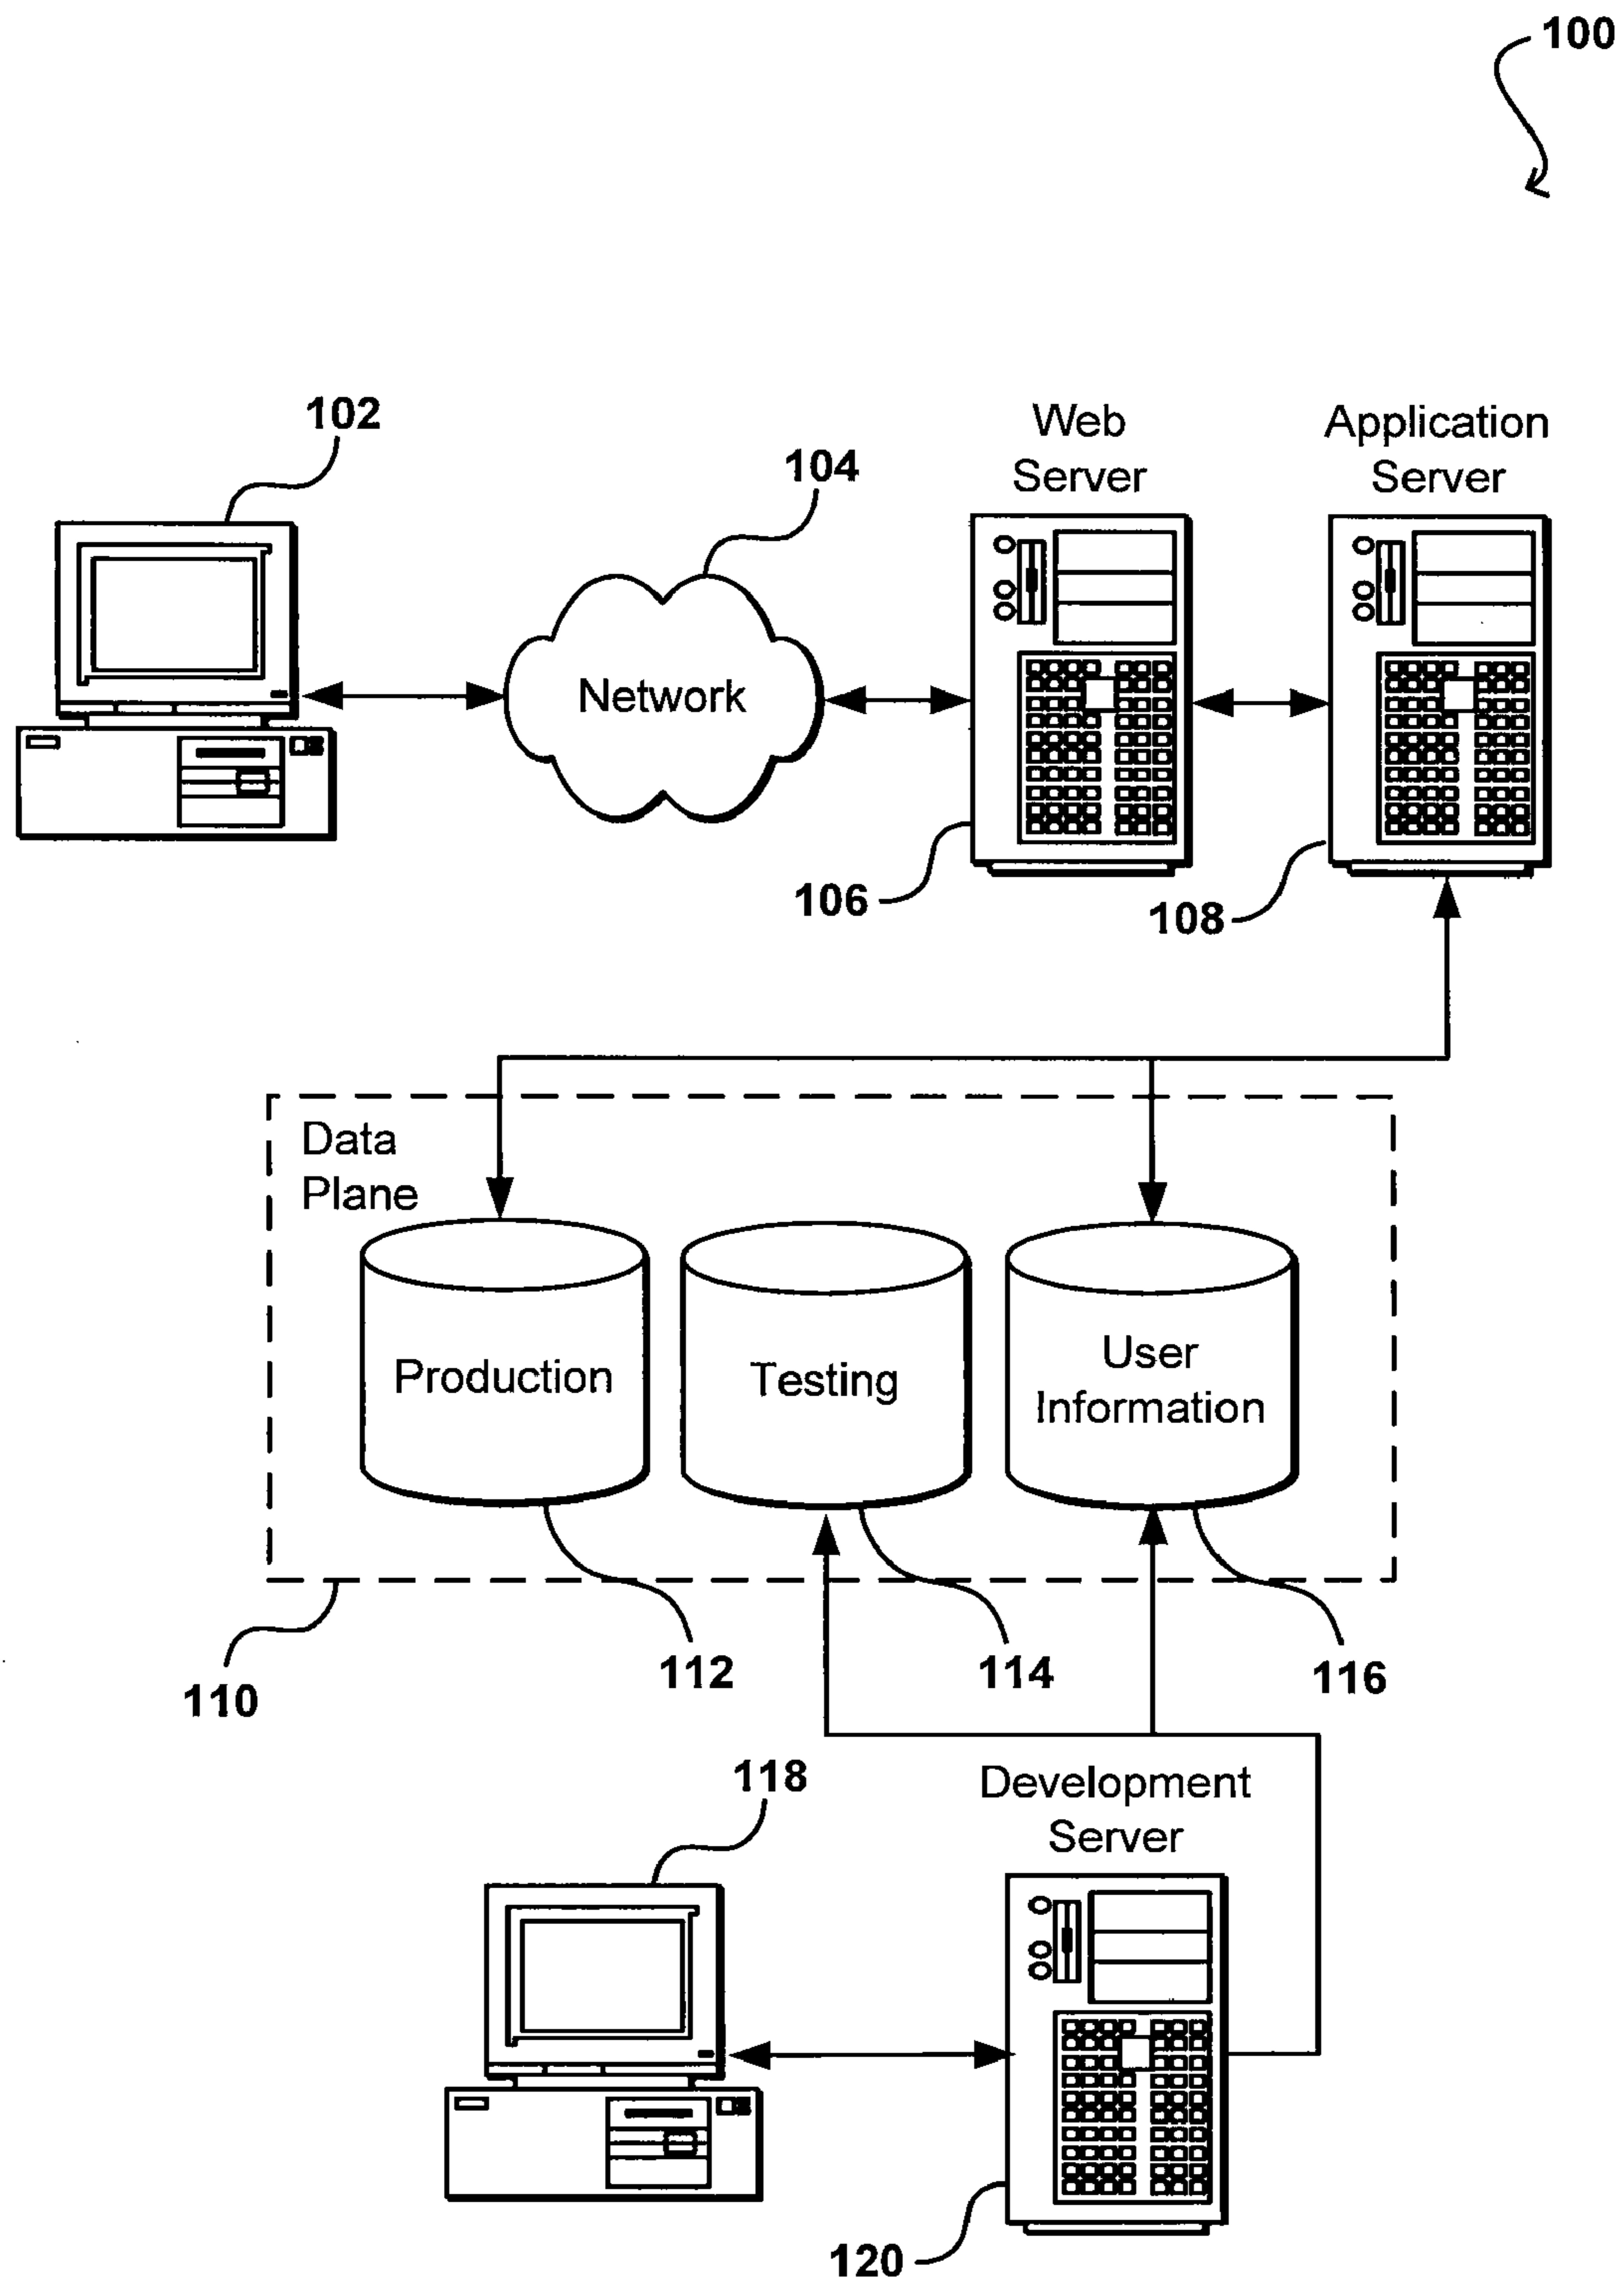 100
102
104
Web
Server
Application
Server
Network
106
108
Data
Plane
Production
Testing
User
Information
110
112
114
116
118
Development
Server
120